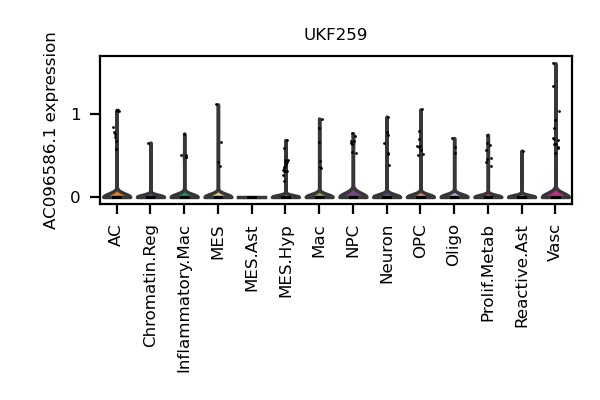 UKF259
AC096586.1 expression
1
0
AC
Chromatin.Reg
Inflammatory.Mac
MES
MES.Ast
MES.Hyp
Mac
NPC
Neuron
OPC
Oligo
Prolif.Metab
Reactive.Ast
Vasc